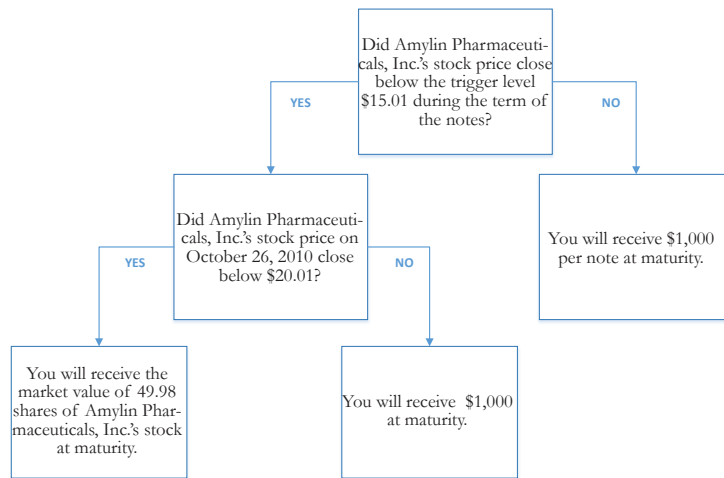 Did Amylin Pharmaceuti-
cals, Inc.'s stock price close
below the trigger level
$15.01 during the term of
the notes?
YES
NO
Did Amylin Pharmaceuti-
cals, Inc.'s stock price on
October 26, 2010 close
below $20.01?
You will receive $1,000
per note at maturity.
YES
NO
You will receive the
market value of 49.98
shares of Amylin Phar-
maceuticals, Inc.'s stock
at maturity.
You will receive $1,000
at maturity.